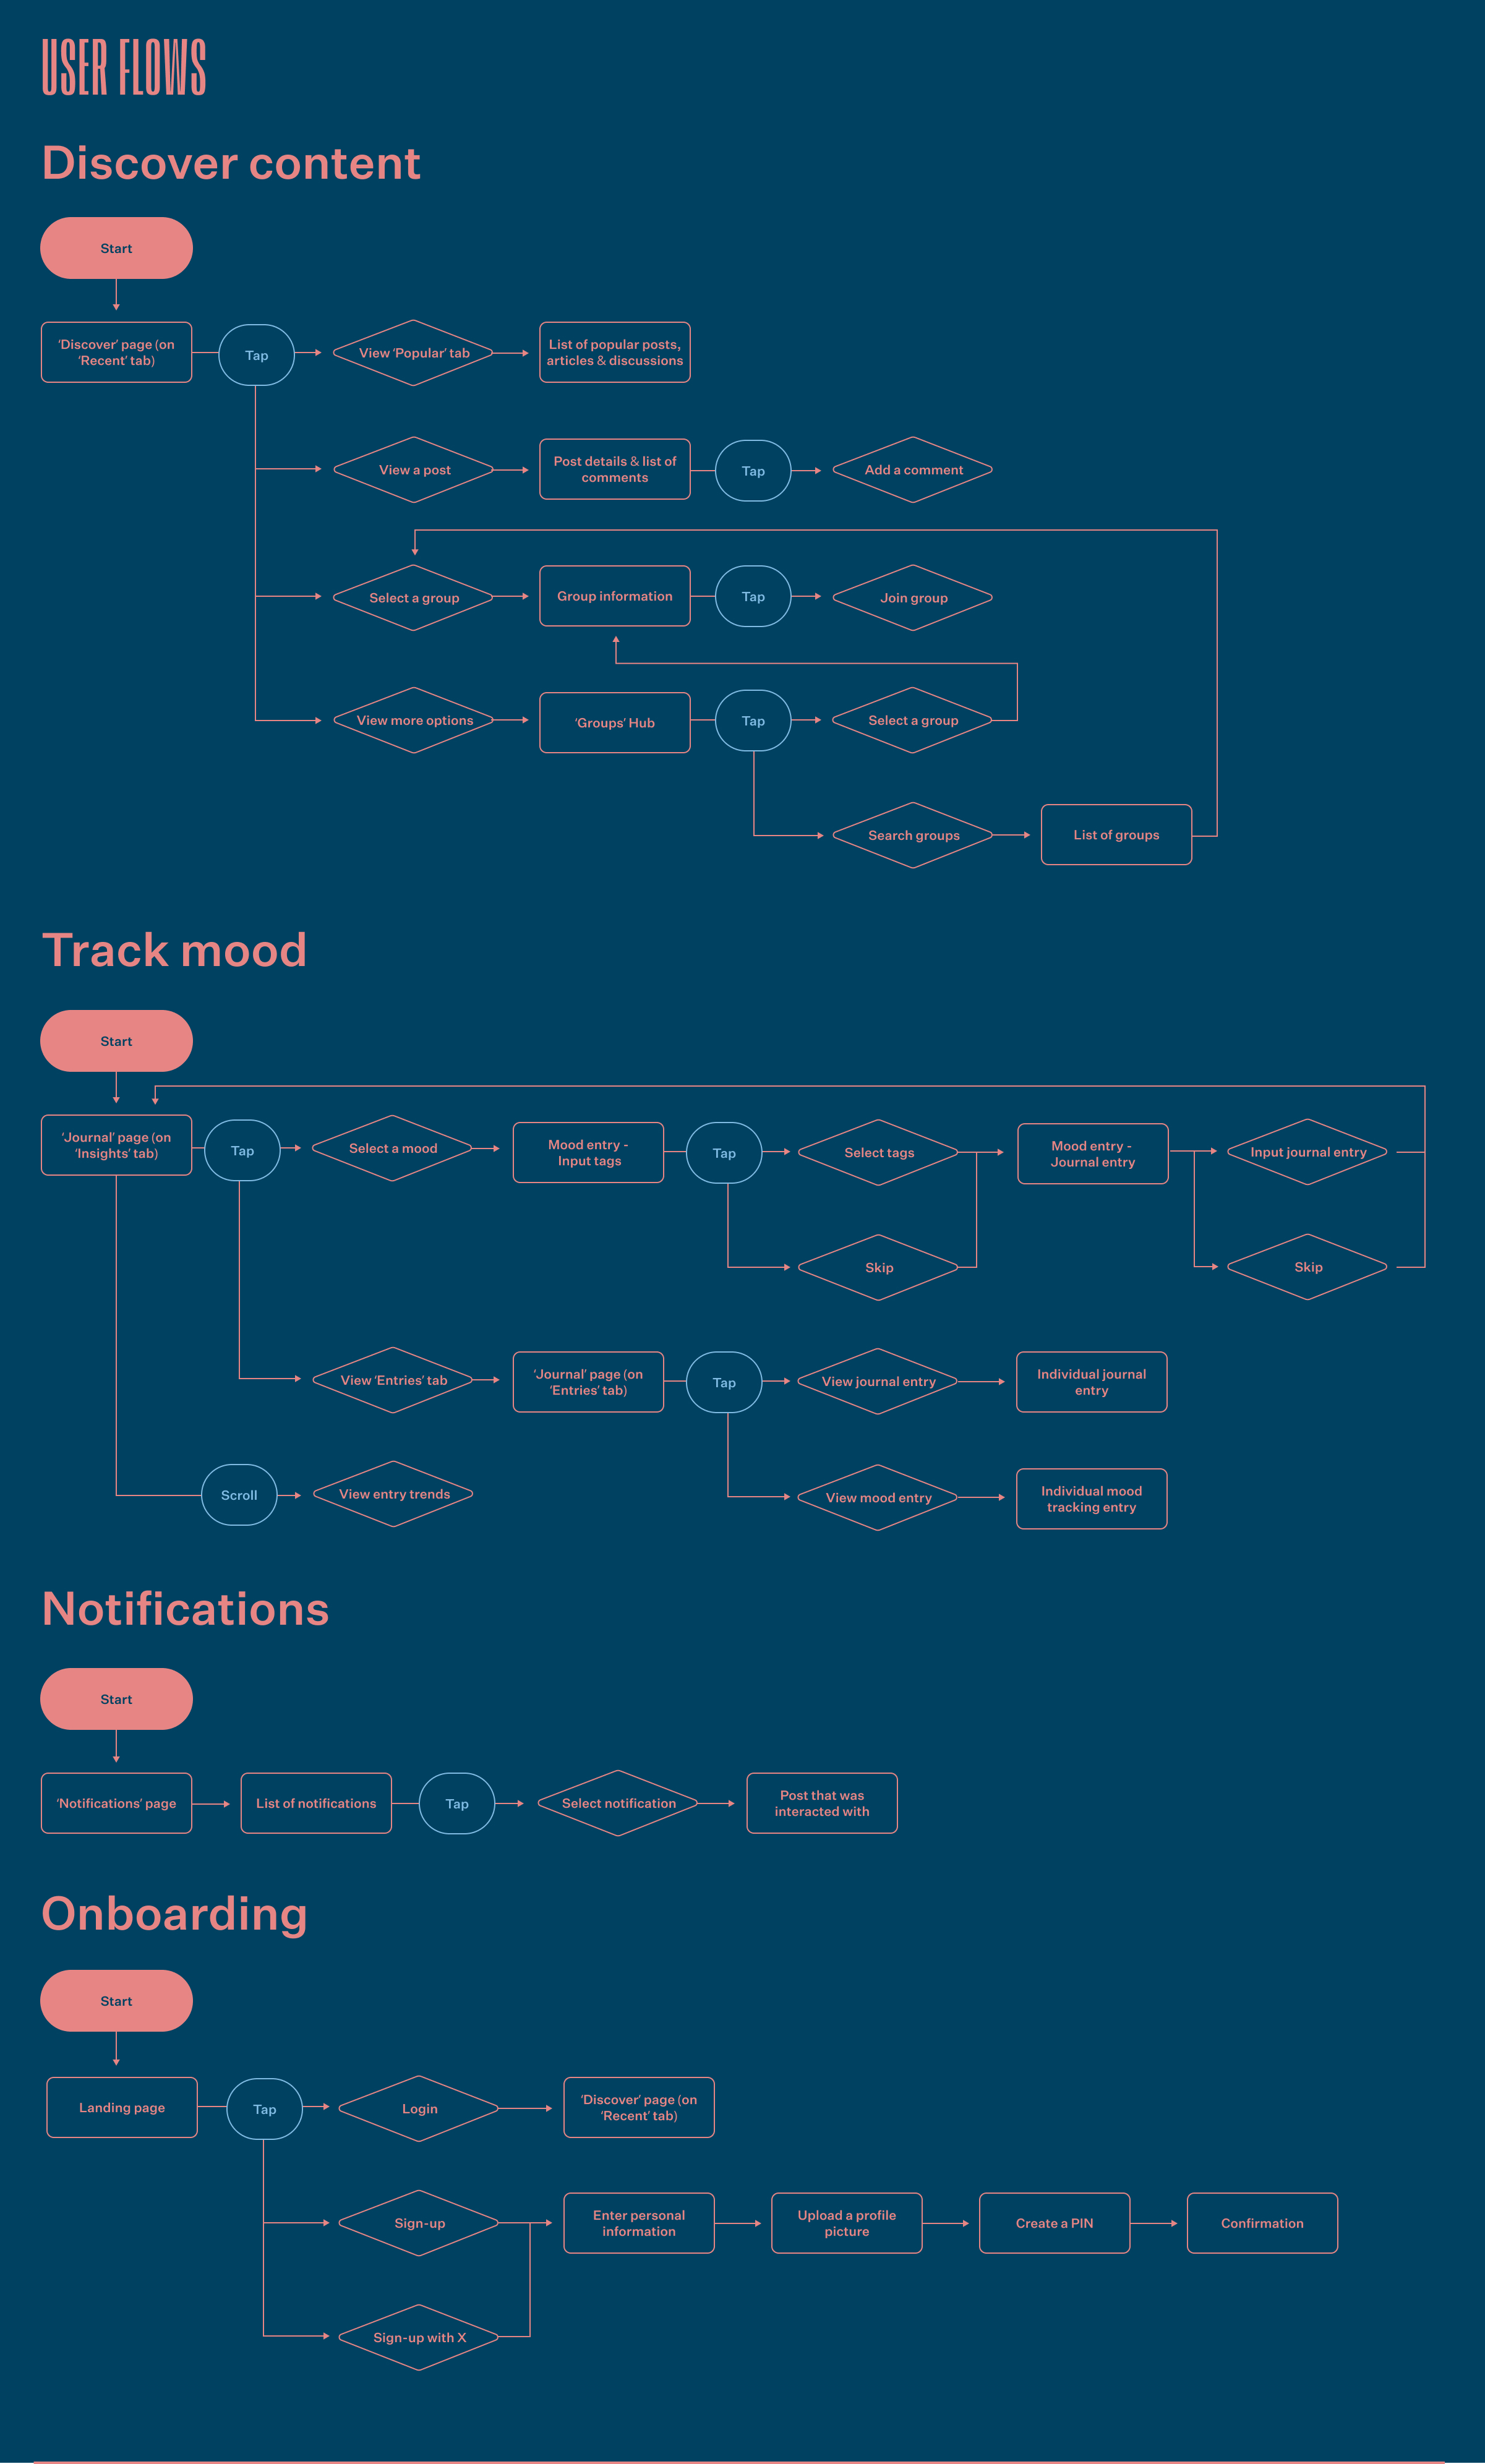 USER FLOWS
Discover content
Start
‘Discover’ page (on
‘Recent’ tab)
Tap
View ‘Popular’ tab
List of popular posts,
articles & discussions
View a post
Post details & list of
comments
Tap
Add a comment
Select a group
Group information
Tap
Join group
View more options
‘Groups’ Hub
Tap
Select a group
Search groups
List of groups
Track mood
Start
‘Journal’ page (on
‘Insights’ tab)
Tap
Select a mood
Mood entry -
Input tags
Tap
Select tags
Mood entry -
Journal entry
Input journal entry
Skip
Skip
View ‘Entries’ tab
‘Journal’ page (on
‘Entries’ tab)
Tap
View journal entry
Individual journal
entry
Scroll
View entry trends
View mood entry
Individual mood
tracking entry
Notifications
Start
‘Notifications’ page
List of notifications
Tap
Select notification
Post that was
interacted with
Onboarding
Start
Landing page
Tap
Login
‘Discover’ page (on
‘Recent’ tab)
Sign-up
Enter personal
information
Upload a profile
picture
Create a PIN
Confirmation
Sign-up with X